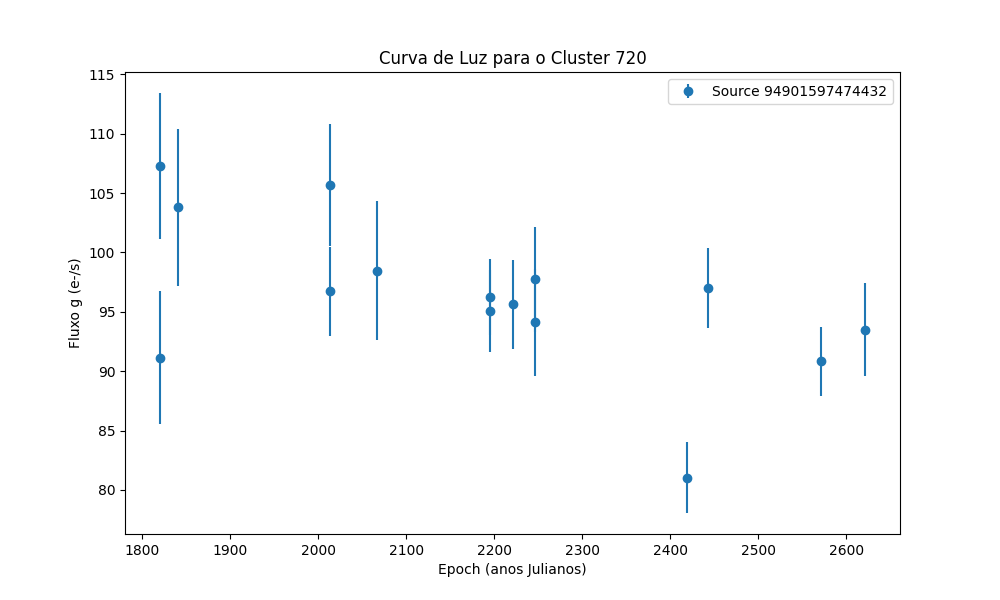 Curva de Luz para o Cluster 720
Source 94901597474432
Fluxo g (e-/s)
115
110
105
100
95
90
85
80
1800 1900 2000 2100 2200 2300 2400 2500 2600
Epoch (anos Julianos)